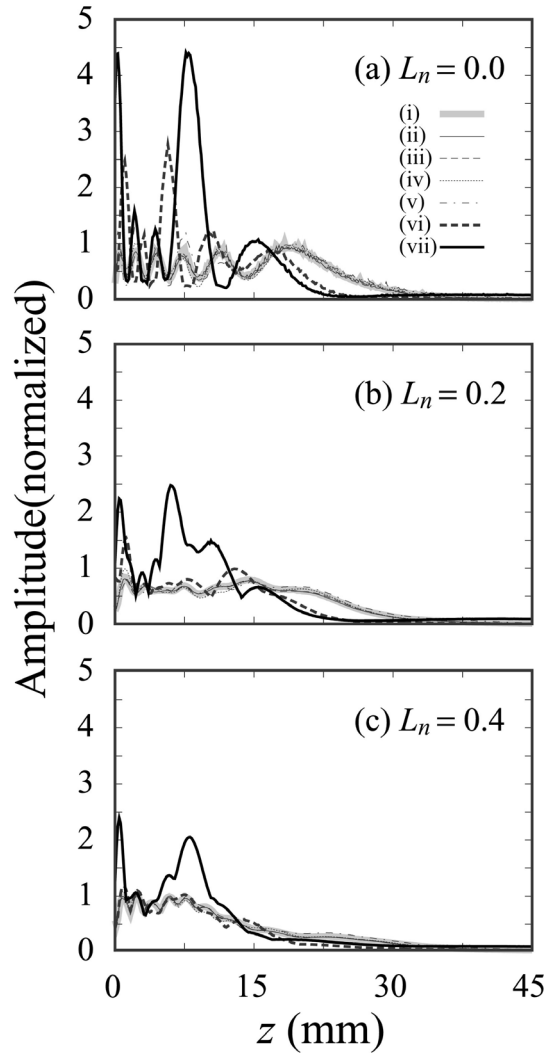 5
(a) Lₙ = 0.0
4
(i)
(ii)
3
(iii)
(iv)
2
(v)
(vi)
1
(vii)
0
5
(b) Lₙ = 0.2
4
3
2
1
0
Amplitude(normalized)
5
(c) Lₙ = 0.4
4
3
2
1
0
0 15 30 45
z (mm)